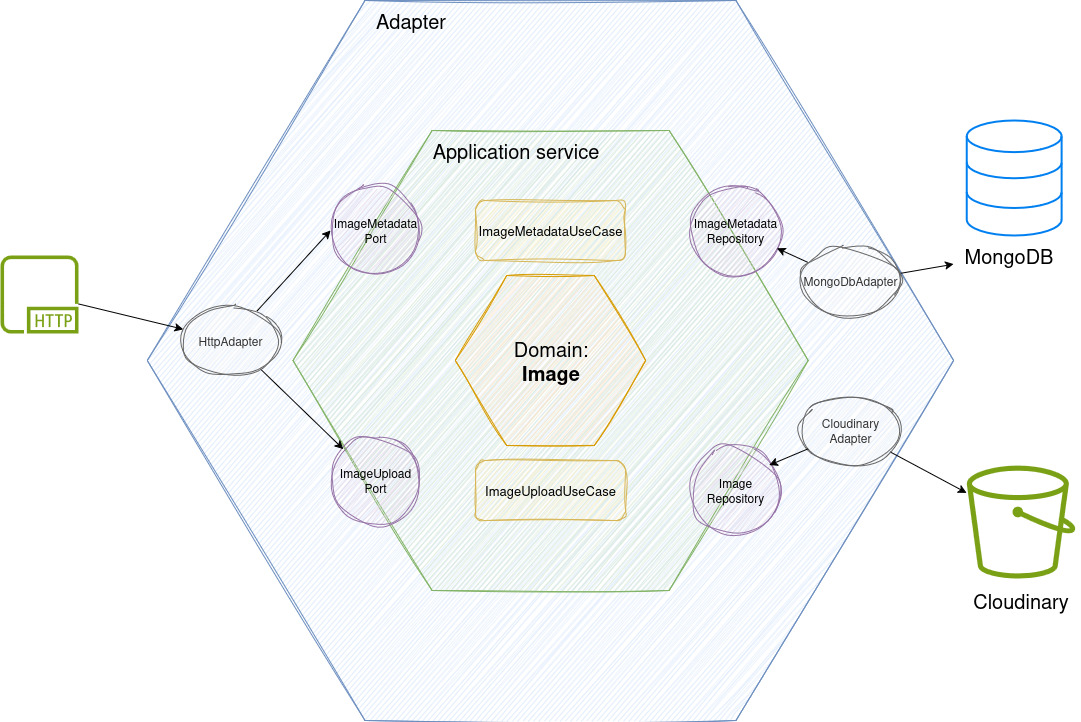 Adapter
Application service
ImageMetadata
Port
ImageMetadataUseCase
ImageMetadata
Repository
MongoDB
MongoDbAdapter
HTTP
HttpAdapter
Domain:
Image
Cloudinary
Adapter
ImageUpload
Port
ImageUploadUseCase
Image
Repository
Cloudinary